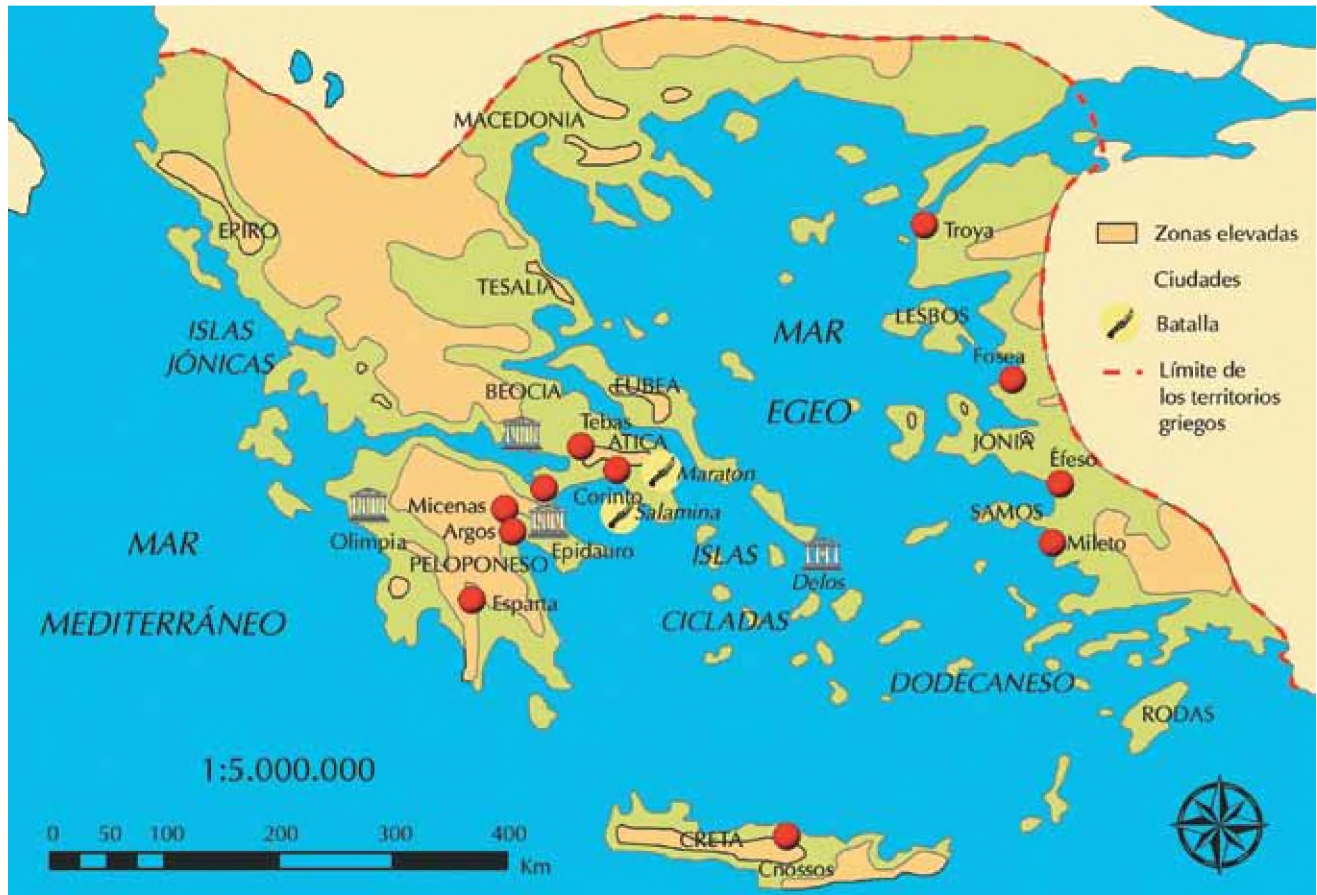 MACEDONIA
EPIRO
Troya
Zonas elevadas
Ciudades
Batalla
Límite de
los territorios
griegos
TESALIA
ISLAS
JÓNICAS
MAR
EGEO
LESBOS
Fosea
BEOCIA
EUBEA
Tebas
ATICA
JONIA
Éfeso
Maratón
Corinto
Salamina
Micenas
Argos
Epidauro
Olimpia
PELOPONESO
Esparta
SAMOS
Mileto
MAR
MEDITERRÁNEO
ISLAS
CICLADAS
Delos
DODECANESO
RODAS
1:5.000.000
0 50 100 200 300 400
Km
CRETA
Cnossos